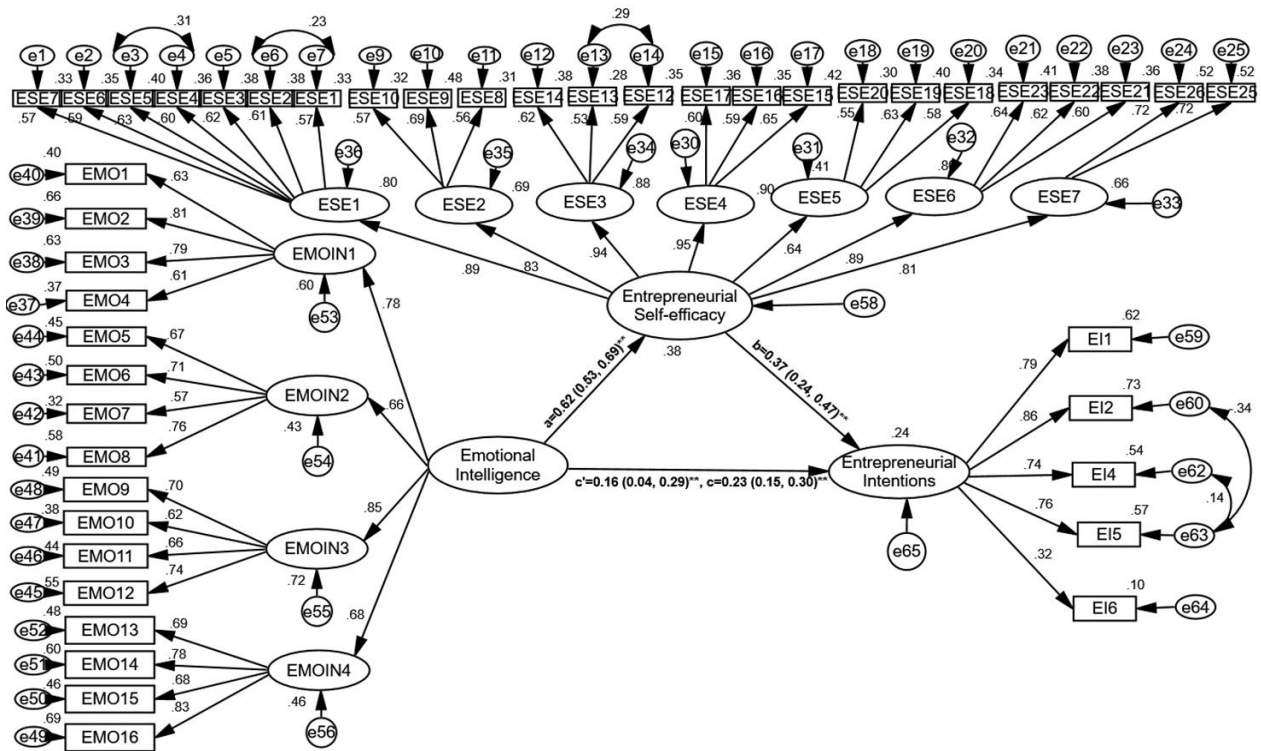 .31
.23
.29
e1 e2 e3 e4 e5 e6 e7 e9 e10 e11 e12 e13 e14 e15 e16 e17 e18 e19 e20 e21 e22 e23 e24 e25
.33 .35 .40 .36 .38 .38 .33 .32 .48 .31 .38 .28 .35 .36 .35 .42 .30 .40 .34 .41 .38 .36 .52 .52
ESE7 ESE6 ESE5 ESE4 ESE3 ESE2 ESE1 ESE10 ESE9 ESE8 ESE14 ESE13 ESE12 ESE17 ESE16 ESE15 ESE20 ESE19 ESE18 ESE23 ESE22 ESE21 ESE26 ESE25
.57 .59 .63 .60 .62 .61 .57 .57 .69 .56 .62 .53 .59 .60 .59 .65 .55 .63 .58 .64 .62 .60 .72 .72
e36 e35 e34 e30 e31 e32 e33
.80 .69 .88 .90 .41 .80 .66
ESE1 ESE2 ESE3 ESE4 ESE5 ESE6 ESE7
.89 .83 .94 .95 .64 .89 .81
.40
e40 EMO1 .63
.66
e39 EMO2 .81
.63
e38 EMO3 .79
.37
e37 EMO4 .61
EMOIN1
.60
e53
.78
.45
e44 EMO5 .67
.50
e43 EMO6 .71
.32
e42 EMO7 .57
.58
e41 EMO8 .76
EMOIN2
.43
e54
.66
.49
e48 EMO9 .70
.38
e47 EMO10 .62
.44
e46 EMO11 .66
.55
e45 EMO12 .74
EMOIN3
.72
e55
.85
.48
e52 EMO13 .69
.60
e51 EMO14 .78
.46
e50 EMO15 .68
.69
e49 EMO16 .83
EMOIN4
.46
e56
.68
Entrepreneurial
Self-efficacy
.38
e58
a=0.62 (0.53, 0.69)**
b=0.37 (0.24, 0.47)**
Emotional
Intelligence
c'=0.16 (0.04, 0.29)**, c=0.23 (0.15, 0.30)**
.24
Entrepreneurial
Intentions
e65
.62
.79 EI1 e59
.73
.86 EI2 e60
-.34
.54
.74 EI4 e62
.14
.57
.76 EI5 e63
.10
.32 EI6 e64